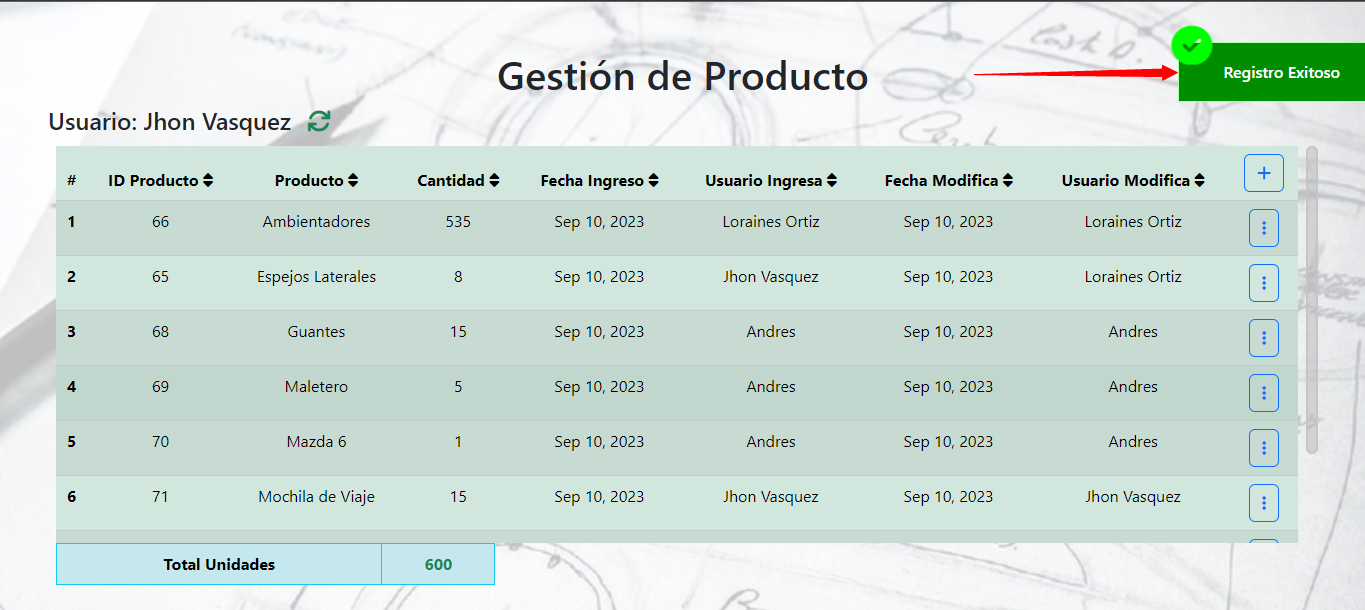 Gestión de Producto
Registro Exitoso
Usuario: Jhon Vasquez
# ID Producto Producto Cantidad Fecha Ingreso Usuario Ingresa Fecha Modifica Usuario Modifica +
1 66 Ambientadores 535 Sep 10, 2023 Loraines Ortiz Sep 10, 2023 Loraines Ortiz
2 65 Espejos Laterales 8 Sep 10, 2023 Jhon Vasquez Sep 10, 2023 Loraines Ortiz
3 68 Guantes 15 Sep 10, 2023 Andres Sep 10, 2023 Andres
4 69 Maletero 5 Sep 10, 2023 Andres Sep 10, 2023 Andres
5 70 Mazda 6 1 Sep 10, 2023 Andres Sep 10, 2023 Andres
6 71 Mochila de Viaje 15 Sep 10, 2023 Jhon Vasquez Sep 10, 2023 Jhon Vasquez
Total Unidades 600